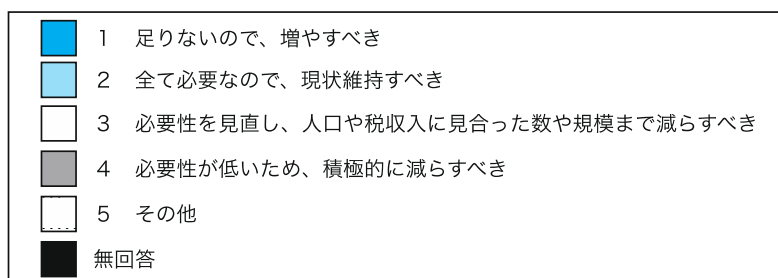 1 足りないので、増やすべき
2 全て必要なので、現状維持すべき
3 必要性を見直し、人口や税収入に見合った数や規模まで減らすべき
4 必要性が低いため、積極的に減らすべき
5 その他
無回答